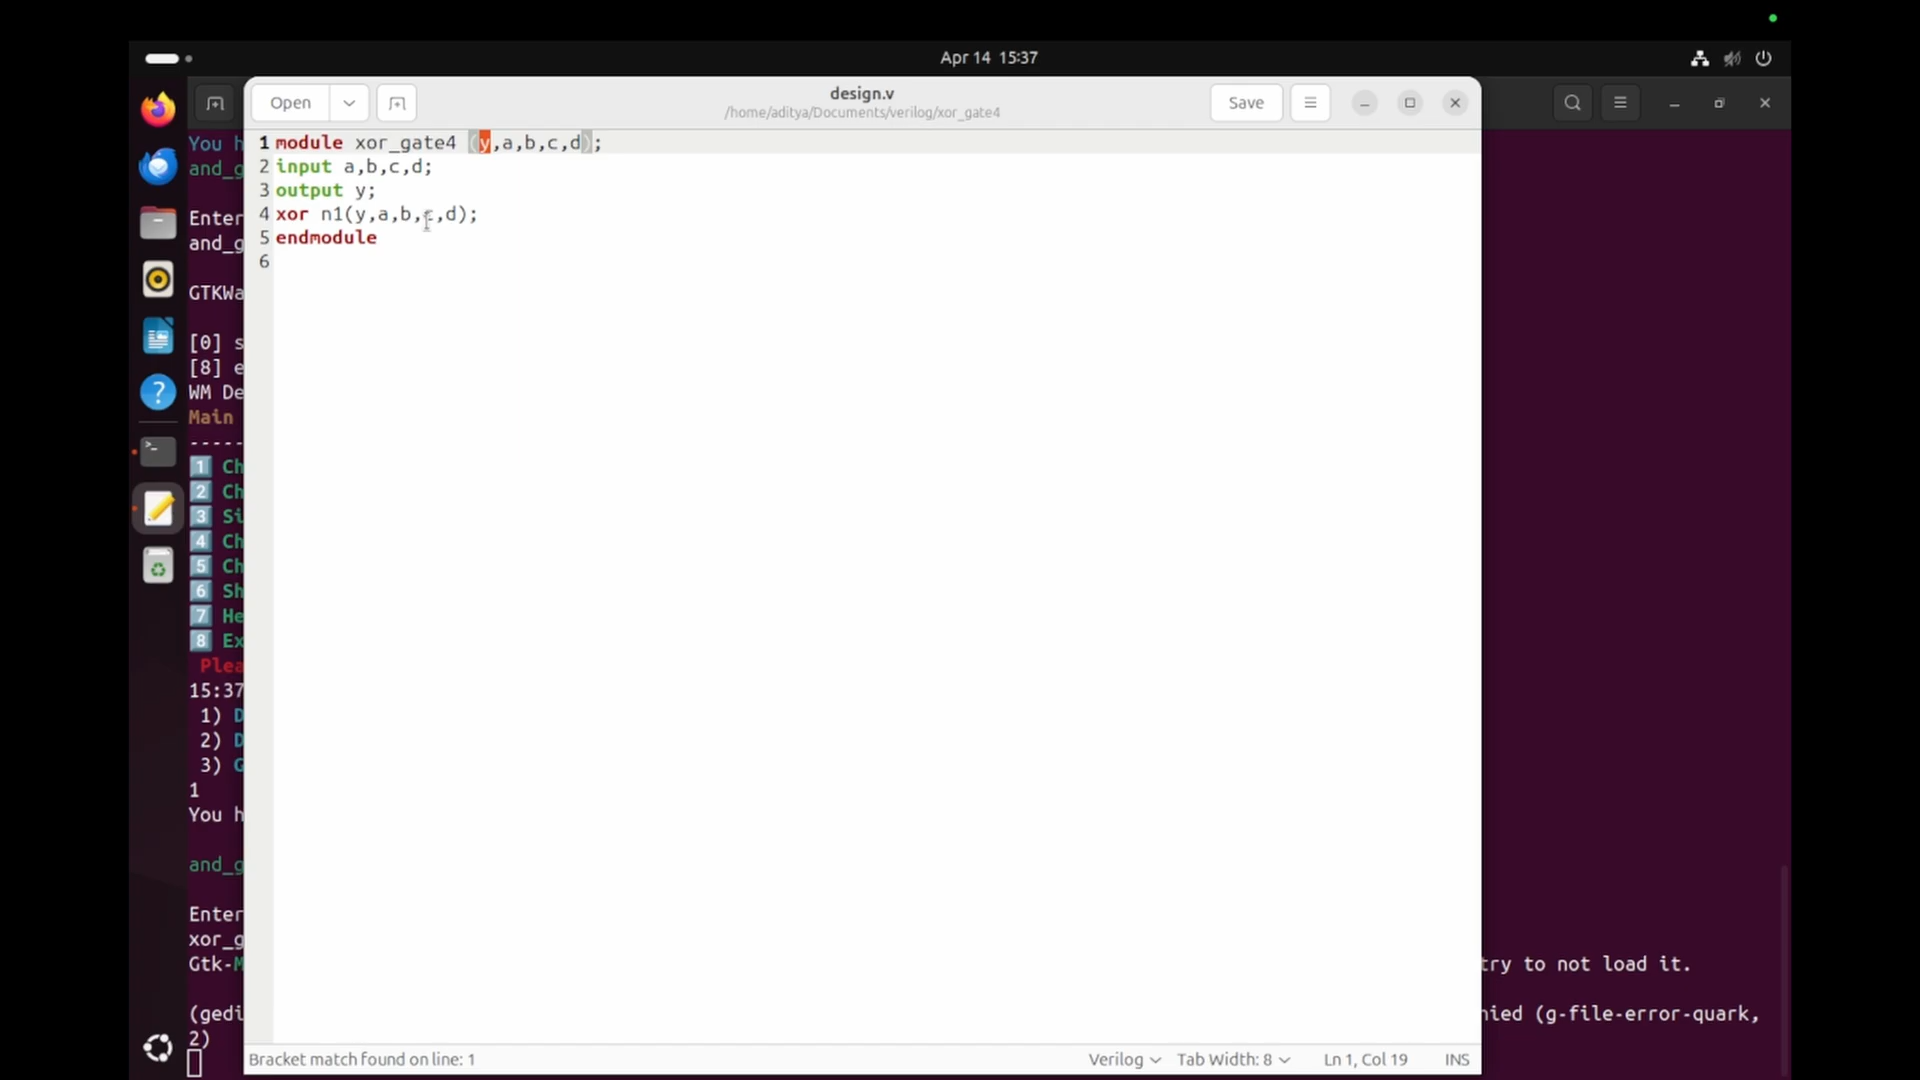 Apr 14 15:37
Open
design.v
/home/aditya/Documents/verilog/xor_gate4
Save
1 module xor_gate4 (y,a,b,c,d);
2 input a,b,c,d;
3 output y;
4 xor n1(y,a,b,c,d);
5 endmodule
6
You h
and_g
Enter
and_g
GTKWa
[0] s
[8] e
WM De
Main
-----
1 Ch
2 Ch
3 Si
4 Ch
5 Ch
6 Sh
7 He
8 Ex
Plea
15:37
1) D
2) D
3) G
1
You h
and_g
Enter
xor_g
Gtk-M
try to not load it.
(gedi
nied (g-file-error-quark,
2)
Bracket match found on line: 1
Verilog
Tab Width: 8
Ln 1, Col 19
INS